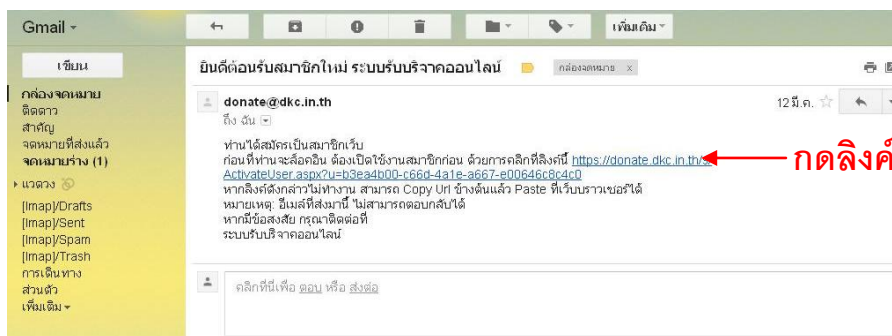 Gmail
เพิ่มเติม
เขียน
ยินดีต้อนรับสมาชิกใหม่ ระบบรับบริจาคออนไลน์
กล่องจดหมาย x
กล่องจดหมาย
ติดดาว
สำคัญ
จดหมายที่ส่งแล้ว
จดหมายร่าง (1)
แวดวง
[Imap]/Drafts
[Imap]/Sent
[Imap]/Spam
[Imap]/Trash
การเดินทาง
ส่วนตัว
เพิ่มเติม
donate@dkc.in.th
12 มี.ค.
ถึง ฉัน
ท่านได้สมัครเป็นสมาชิกเว็บ
ก่อนที่ท่านจะล็อคอิน ต้องเปิดใช้งานสมาชิกก่อน ด้วยการคลิกที่ลิงค์นี้ https://donate.dkc.in.th/s/
ActivateUser.aspx?u=b3ea4b00-c66d-4a1e-a667-e00646c8c4c0
หากลิงค์ดังกล่าวไม่ทำงาน สามารถ Copy Url ข้างต้นแล้ว Paste ที่เว็บบราวเซอร์ได้
หมายเหตุ: อีเมล์ที่ส่งมานี้ ไม่สามารถตอบกลับได้
หากมีข้อสงสัย กรุณาติดต่อที่
ระบบรับบริจาคออนไลน์
กดลิงค์
คลิกที่นี่เพื่อ ตอบ หรือ ส่งต่อ